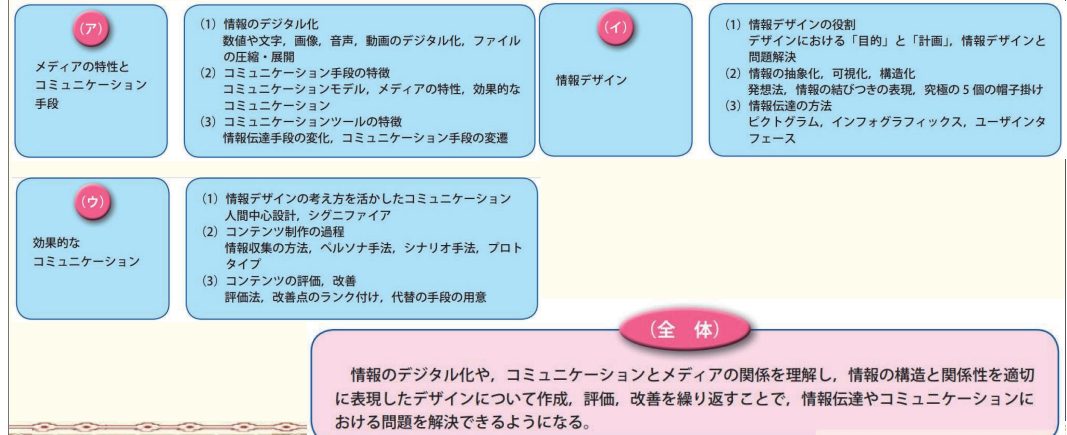 （ア）
メディアの特性と
コミュニケーション
手段
（1）情報のデジタル化
数値や文字，画像，音声，動画のデジタル化，ファイル
の圧縮・展開
（2）コミュニケーション手段の特徴
コミュニケーションモデル，メディアの特性，効果的な
コミュニケーション
（3）コミュニケーションツールの特徴
情報伝達手段の変化，コミュニケーション手段の変遷
（イ）
情報デザイン
（1）情報デザインの役割
デザインにおける「目的」と「計画」，情報デザインと
問題解決
（2）情報の抽象化，可視化，構造化
発想法，情報の結びつきの表現，究極の5個の帽子掛け
（3）情報伝達の方法
ピクトグラム，インフォグラフィックス，ユーザインタ
フェース
（ウ）
効果的な
コミュニケーション
（1）情報デザインの考え方を活かしたコミュニケーション
人間中心設計，シグニファイア
（2）コンテンツ制作の過程
情報収集の方法，ペルソナ手法，シナリオ手法，プロト
タイプ
（3）コンテンツの評価，改善
評価法，改善点のランク付け，代替の手段の用意
（全　体）
情報のデジタル化や，コミュニケーションとメディアの関係を理解し，情報の構造と関係性を適切
に表現したデザインについて作成，評価，改善を繰り返すことで，情報伝達やコミュニケーションに
おける問題を解決できるようになる。